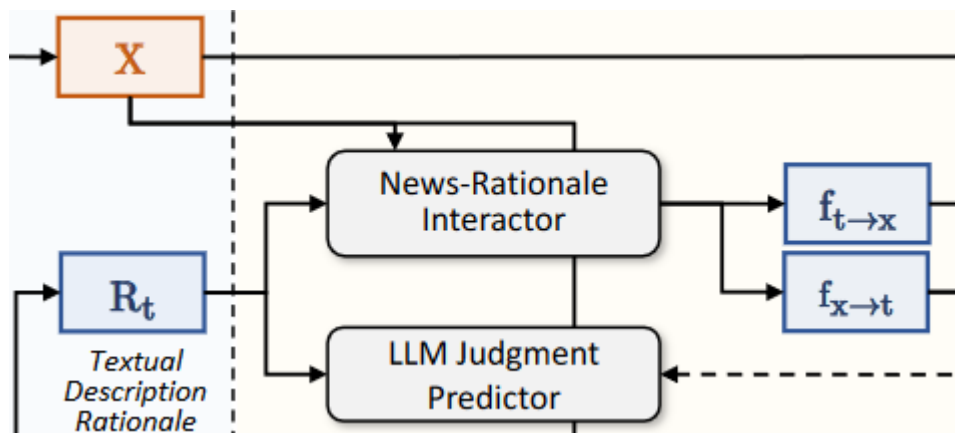 X
News-Rationale
Interactor
f_{t→x}
R_t
f_{x→t}
Textual
Description
Rationale
LLM Judgment
Predictor